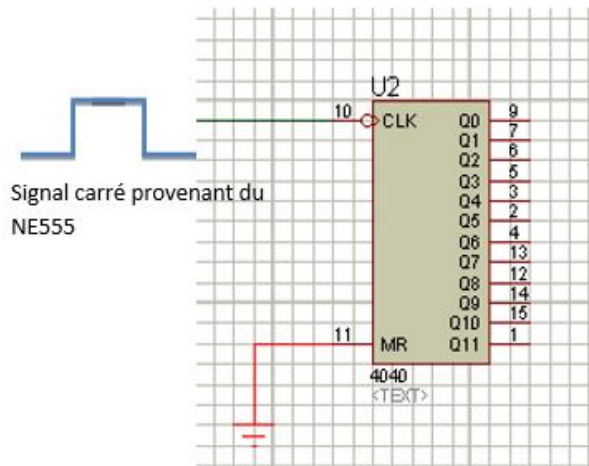 U2
10 CLK Q0 9
Q1 7
Q2 6
Q3 5
Q4 3
Q5 2
Q6 4
Q7 13
Q8 12
Q9 14
Q10 15
11 MR Q11 1
4040
<TEXT>
Signal carré provenant du
NE555